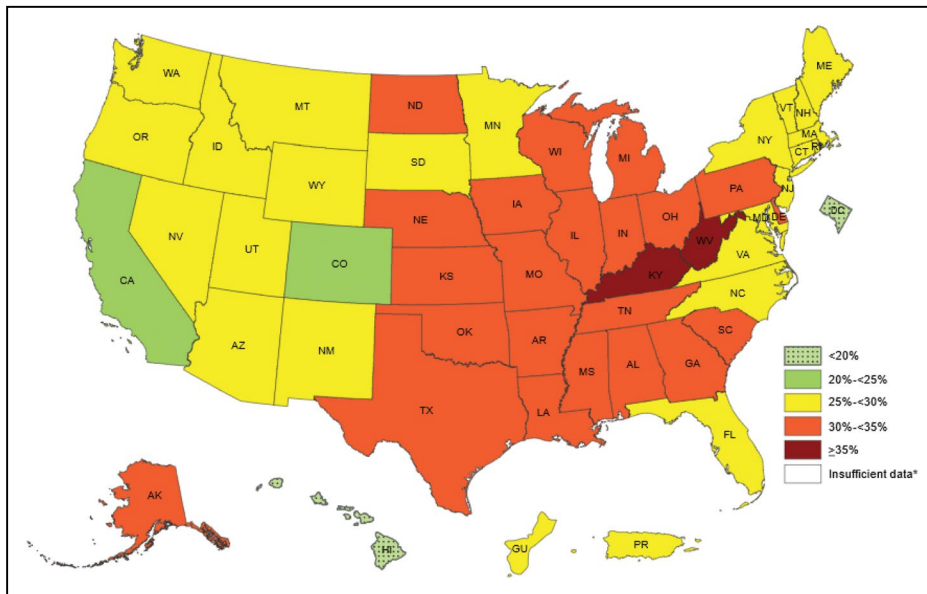 WA
MT
ND
MN
ME
OR
ID
WY
SD
WI
MI
VT
NH
NY
MA
CT
RI
NV
UT
CO
NE
IA
IL
IN
OH
PA
NJ
MD
DE
DC
CA
KS
MO
KY
WV
VA
AZ
NM
OK
AR
TN
NC
SC
TX
LA
MS
AL
GA
FL
AK
HI
GU
PR
<20%
20%-<25%
25%-<30%
30%-<35%
≥35%
Insufficient data*